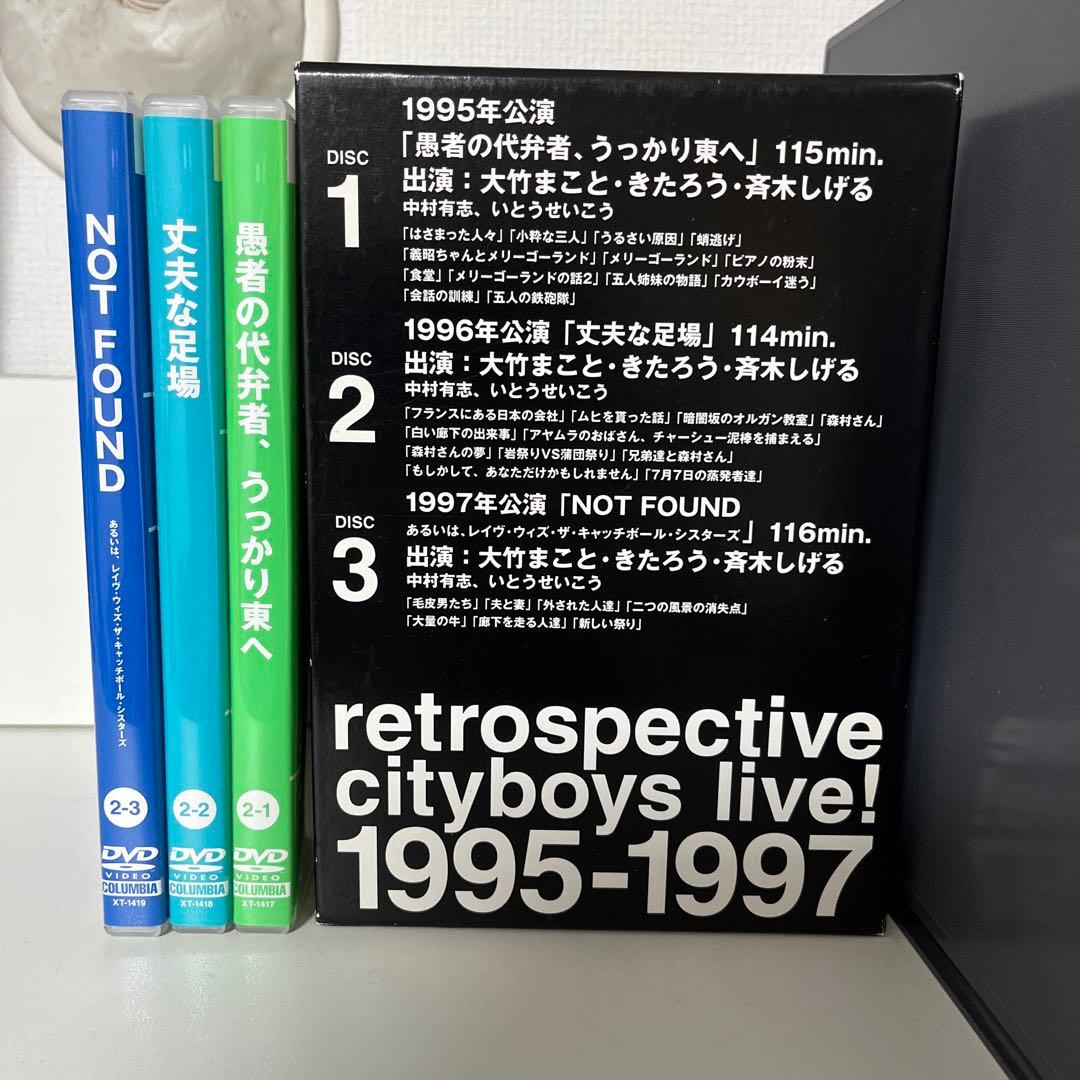 NOT FOUND
あるいは、レイヴ・ウィズ・ザ・キャッチボール・シスターズ
2-3
DVD
VIDEO
COLUMBIA
XT-1419
丈夫な足場
2-2
DVD
VIDEO
COLUMBIA
XT-1418
愚者の代弁者、うっかり東へ
2-1
DVD
VIDEO
COLUMBIA
XT-1417
DISC
1
1995年公演
「愚者の代弁者、うっかり東へ」 115min.
出演：大竹まこと・きたろう・斉木しげる
中村有志、いとうせいこう
「はざまった人々」「小粋な三人」「うるさい原因」「蛸逃げ」
「義昭ちゃんとメリーゴーランド」「メリーゴーランド」「ピアノの粉末」
「食堂」「メリーゴーランドの話2」「五人姉妹の物語」「カウボーイ迷う」
「会話の訓練」「五人の鉄砲隊」
DISC
2
1996年公演「丈夫な足場」 114min.
出演：大竹まこと・きたろう・斉木しげる
中村有志、いとうせいこう
「フランスにある日本の会社」「ムヒを貰った話」「暗闇坂のオルガン教室」「森村さん」
「白い廊下の出来事」「アヤムラのおばさん、チャーシュー泥棒を捕まえる」
「森村さんの夢」「岩祭りVS蒲団祭り」「兄弟達と森村さん」
「もしかして、あなただけかもしれません」「7月7日の蒸発者達」
DISC
3
1997年公演「NOT FOUND
あるいは、レイヴ・ウィズ・ザ・キャッチボール・シスターズ」 116min.
出演：大竹まこと・きたろう・斉木しげる
中村有志、いとうせいこう
「毛皮男たち」「夫と妻」「外された人達」「二つの風景の消失点」
「大量の牛」「廊下を走る人達」「新しい祭り」
retrospective
cityboys live!
1995-1997